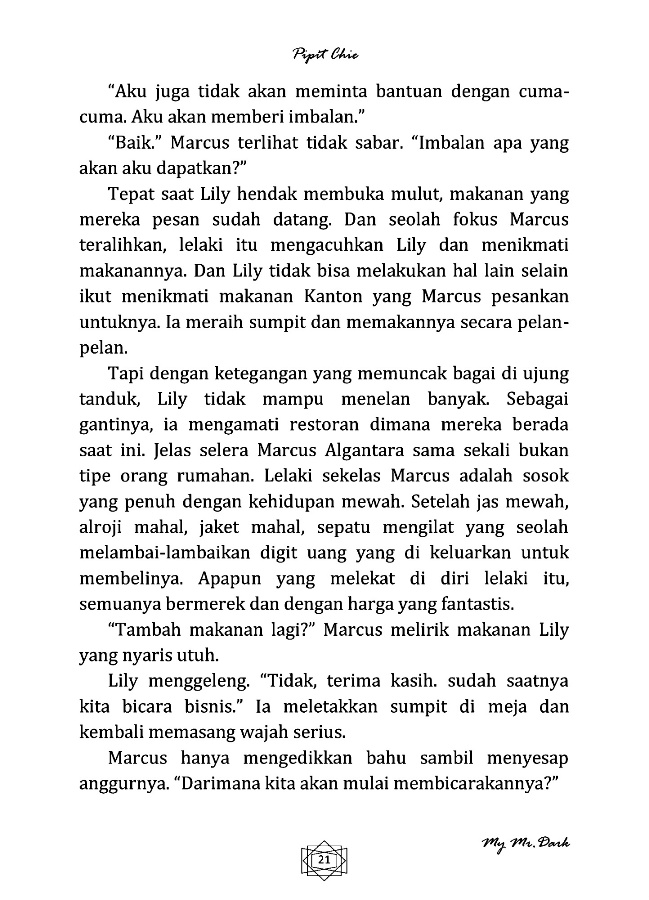 Pipit Chie
“Aku juga tidak akan meminta bantuan dengan cuma-
cuma. Aku akan memberi imbalan.”
“Baik.” Marcus terlihat tidak sabar. “Imbalan apa yang
akan aku dapatkan?”
Tepat saat Lily hendak membuka mulut, makanan yang
mereka pesan sudah datang. Dan seolah fokus Marcus
teralihkan, lelaki itu mengacuhkan Lily dan menikmati
makanannya. Dan Lily tidak bisa melakukan hal lain selain
ikut menikmati makanan Kanton yang Marcus pesankan
untuknya. Ia meraih sumpit dan memakannya secara pelan-
pelan.
Tapi dengan ketegangan yang memuncak bagai di ujung
tanduk, Lily tidak mampu menelan banyak. Sebagai
gantinya, ia mengamati restoran dimana mereka berada
saat ini. Jelas selera Marcus Algantara sama sekali bukan
tipe orang rumahan. Lelaki sekelas Marcus adalah sosok
yang penuh dengan kehidupan mewah. Setelah jas mewah,
alroji mahal, jaket mahal, sepatu mengilat yang seolah
melambai-lambaikan digit uang yang di keluarkan untuk
membelinya. Apapun yang melekat di diri lelaki itu,
semuanya bermerek dan dengan harga yang fantastis.
“Tambah makanan lagi?” Marcus melirik makanan Lily
yang nyaris utuh.
Lily menggeleng. “Tidak, terima kasih. sudah saatnya
kita bicara bisnis.” Ia meletakkan sumpit di meja dan
kembali memasang wajah serius.
Marcus hanya mengedikkan bahu sambil menyesap
anggurnya. “Darimana kita akan mulai membicarakannya?”
My Mr. Dark
21